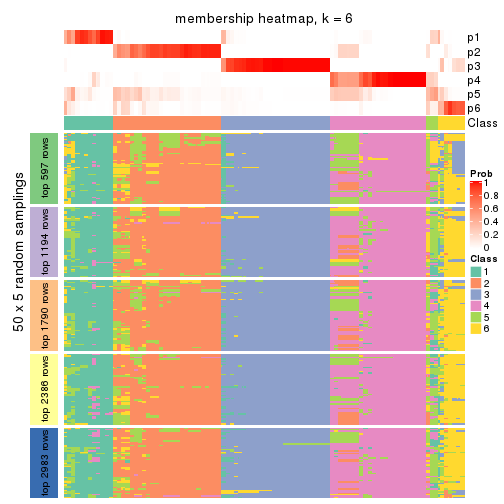 membership heatmap, k = 6
p1
p2
p3
p4
p5
p6
Class
50 x 5 random samplings
top 597 rows
top 1194 rows
top 1790 rows
top 2386 rows
top 2983 rows
Prob
1
0.8
0.6
0.4
0.2
0
Class
1
2
3
4
5
6